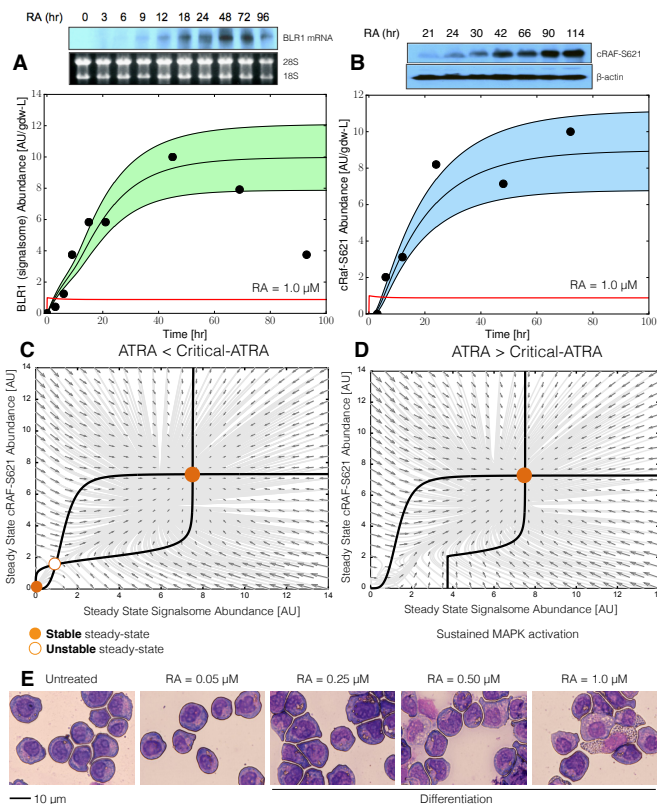 RA (hr) 0 3 6 9 12 18 24 48 72 96
BLR1 mRNA
28S
18S
A
BLR1 (signalsome) Abundance [AU/gdw-L]
14
12
10
8
6
4
2
0
RA = 1.0 µM
0 20 40 60 80 100
Time [hr]
RA (hr) 21 24 30 42 66 90 114
cRAF-S621
β-actin
B
cRaf-S621 Abundance [AU/gdw-L]
12
10
8
6
4
2
0
RA = 1.0 µM
0 20 40 60 80 100
Time [hr]
C
ATRA < Critical-ATRA
Steady State cRAF-S621 Abundance [AU]
14
12
10
8
6
4
2
0
0 2 4 6 8 10 12 14
Steady State Signalsome Abundance [AU]
Stable steady-state
Unstable steady-state
D
ATRA > Critical-ATRA
Steady State cRAF-S621 Abundance [AU]
14
12
10
8
6
4
2
0
0 2 4 6 8 10 12 14
Steady State Signalsome Abundance [AU]
Sustained MAPK activation
E
Untreated RA = 0.05 µM RA = 0.25 µM RA = 0.50 µM RA = 1.0 µM
10 µm
Differentiation